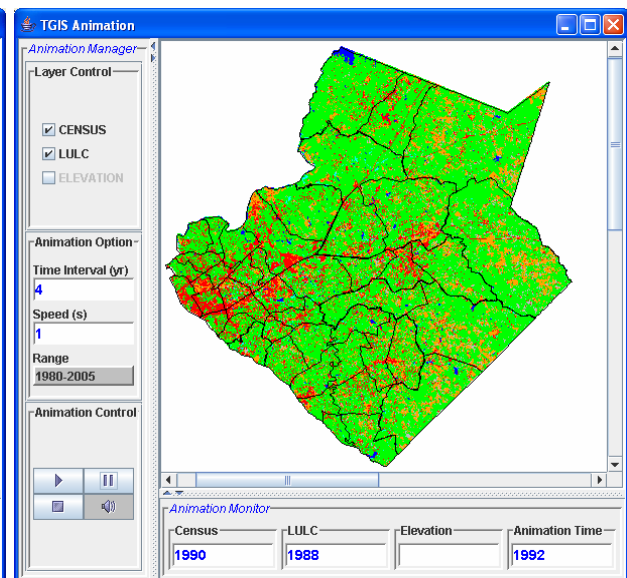 TGIS Animation
Animation Manager
Layer Control
CENSUS
LULC
ELEVATION
Animation Option
Time Interval (yr)
4
Speed (s)
1
Range
1980-2005
Animation Control
Animation Monitor
Census
LULC
Elevation
Animation Time
1990
1988
1992